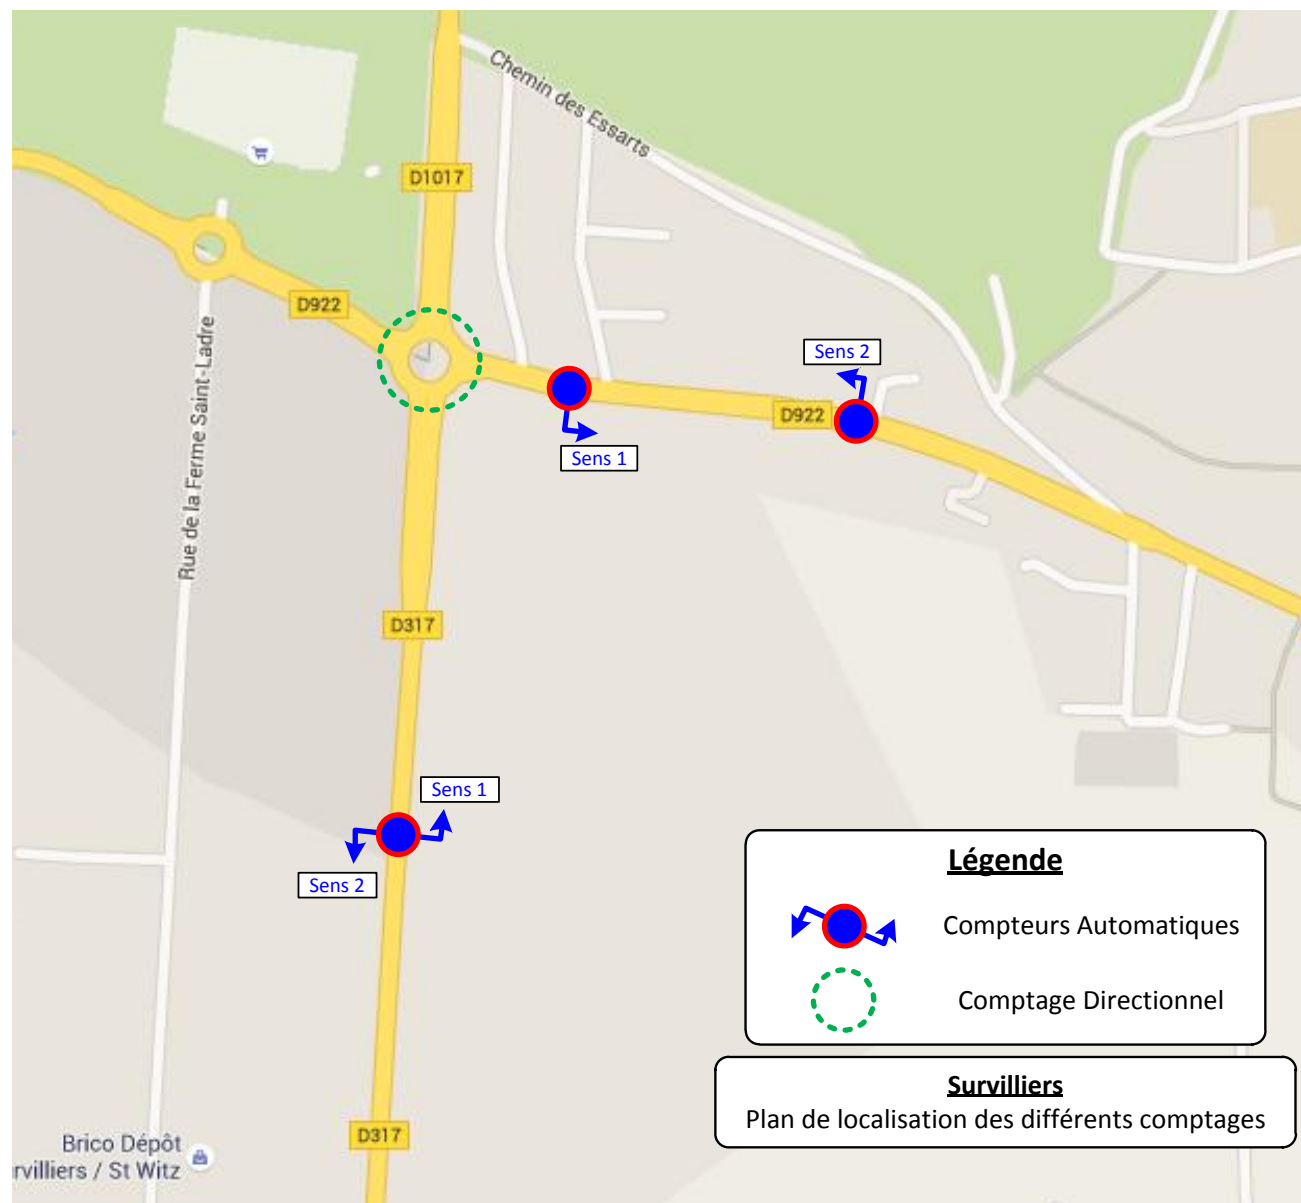 Chemin des Essarts
D1017
D922
Rue de la Ferme Saint-Ladre
Sens 2
D922
Sens 1
D317
Sens 1
Sens 2
Légende
Compteurs Automatiques
Comptage Directionnel
Survilliers
Plan de localisation des différents comptages
D317
Brico Dépôt
rvilliers / St Witz